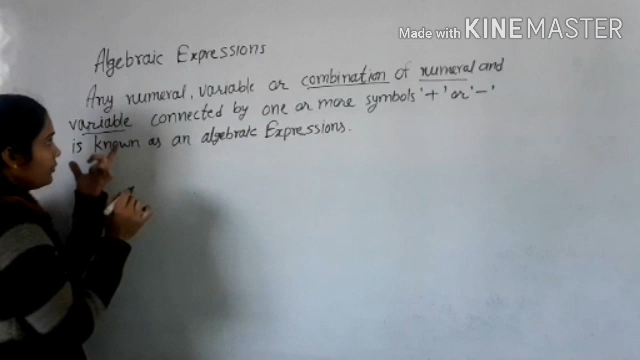 Made with KINEMASTER
Algebraic Expressions
Any numeral, variable or combination of numeral and
variable connected by one or more symbols '+' or '-'
is known as an algebraic Expressions.